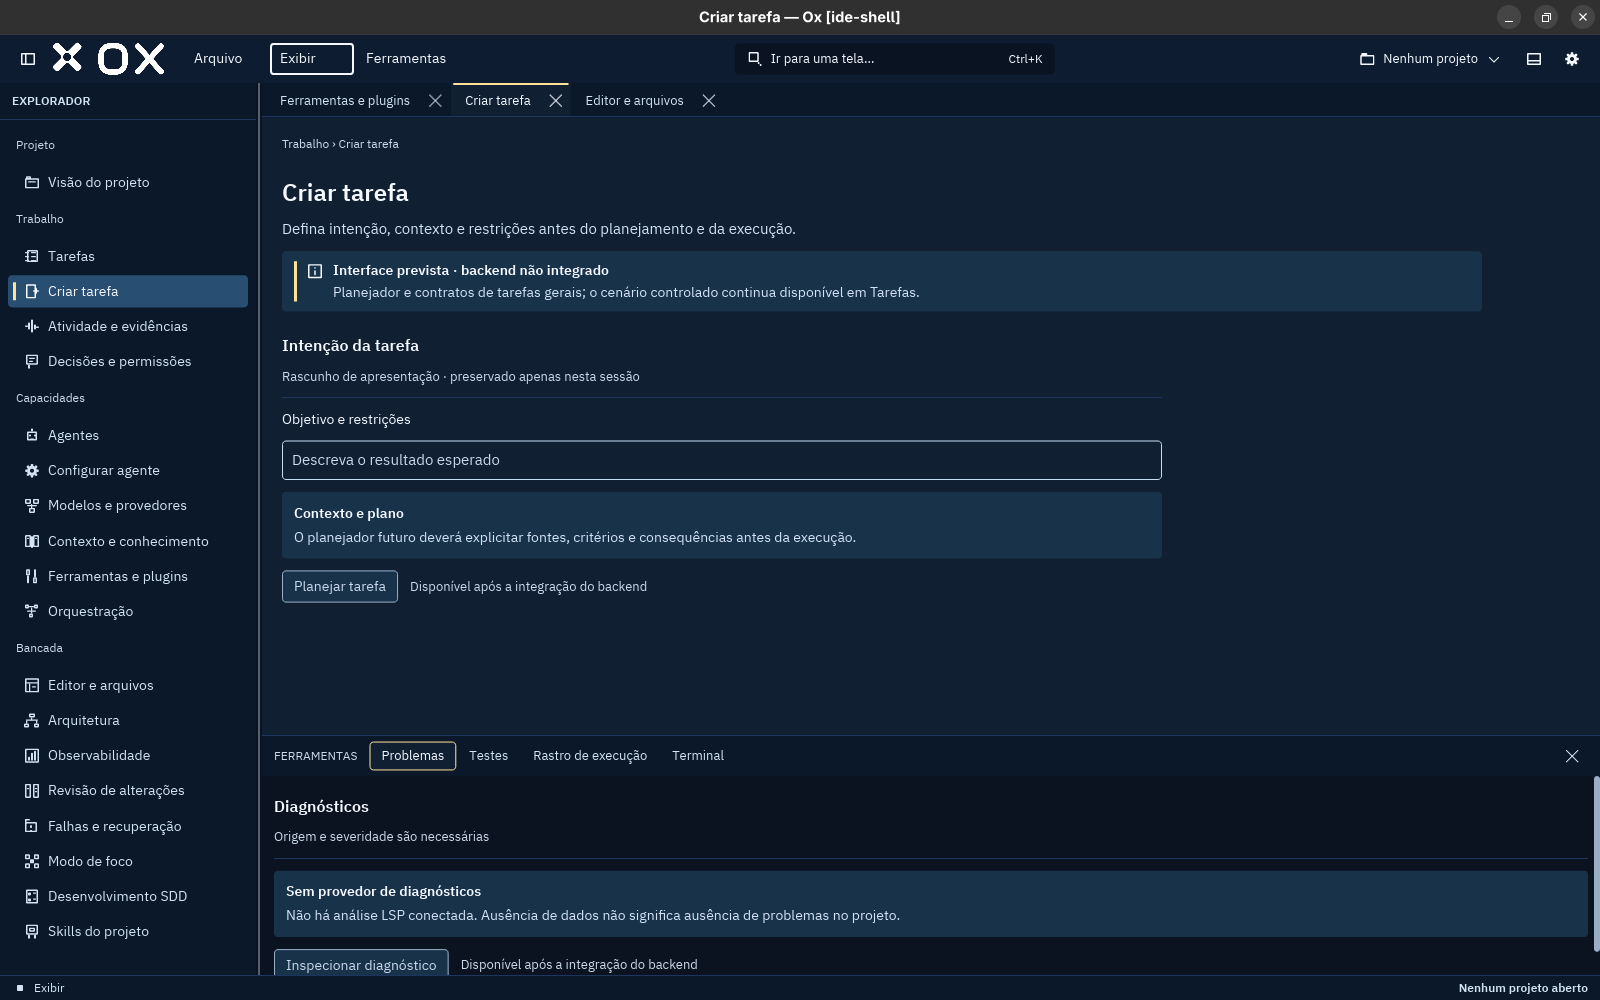 Criar tarefa — Ox [ide-shell]
OX
Arquivo
Exibir
Ferramentas
Ir para uma tela...
Ctrl+K
Nenhum projeto
EXPLORADOR
Projeto
Visão do projeto
Trabalho
Tarefas
Criar tarefa
Atividade e evidências
Decisões e permissões
Capacidades
Agentes
Configurar agente
Modelos e provedores
Contexto e conhecimento
Ferramentas e plugins
Orquestração
Bancada
Editor e arquivos
Arquitetura
Observabilidade
Revisão de alterações
Falhas e recuperação
Modo de foco
Desenvolvimento SDD
Skills do projeto
Ferramentas e plugins
Criar tarefa
Editor e arquivos
Trabalho › Criar tarefa
Criar tarefa
Defina intenção, contexto e restrições antes do planejamento e da execução.
Interface prevista · backend não integrado
Planejador e contratos de tarefas gerais; o cenário controlado continua disponível em Tarefas.
Intenção da tarefa
Rascunho de apresentação · preservado apenas nesta sessão
Objetivo e restrições
Descreva o resultado esperado
Contexto e plano
O planejador futuro deverá explicitar fontes, critérios e consequências antes da execução.
Planejar tarefa
Disponível após a integração do backend
FERRAMENTAS
Problemas
Testes
Rastro de execução
Terminal
Diagnósticos
Origem e severidade são necessárias
Sem provedor de diagnósticos
Não há análise LSP conectada. Ausência de dados não significa ausência de problemas no projeto.
Inspecionar diagnóstico
Disponível após a integração do backend
Exibir
Nenhum projeto aberto